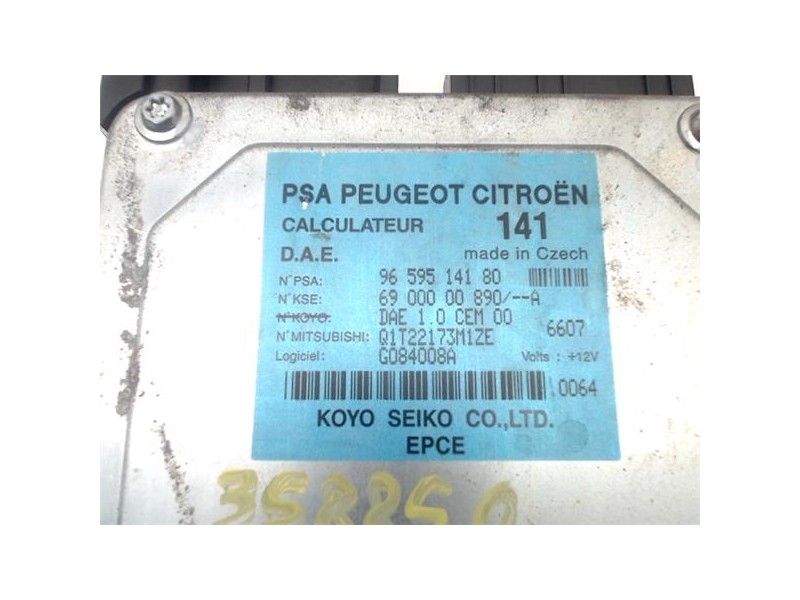 PSA PEUGEOT CITROËN
CALCULATEUR 141
D.A.E. made in Czech
N°PSA: 96 595 141 80
N°KSE: 69 000 00 890/--A
N°KOYO: DAE 1.0 CEM 00
N°MITSUBISHI: Q1T22173M1ZE 6607
Logiciel: G084008A Volts : +12V
0064
KOYO SEIKO CO.,LTD.
EPCE